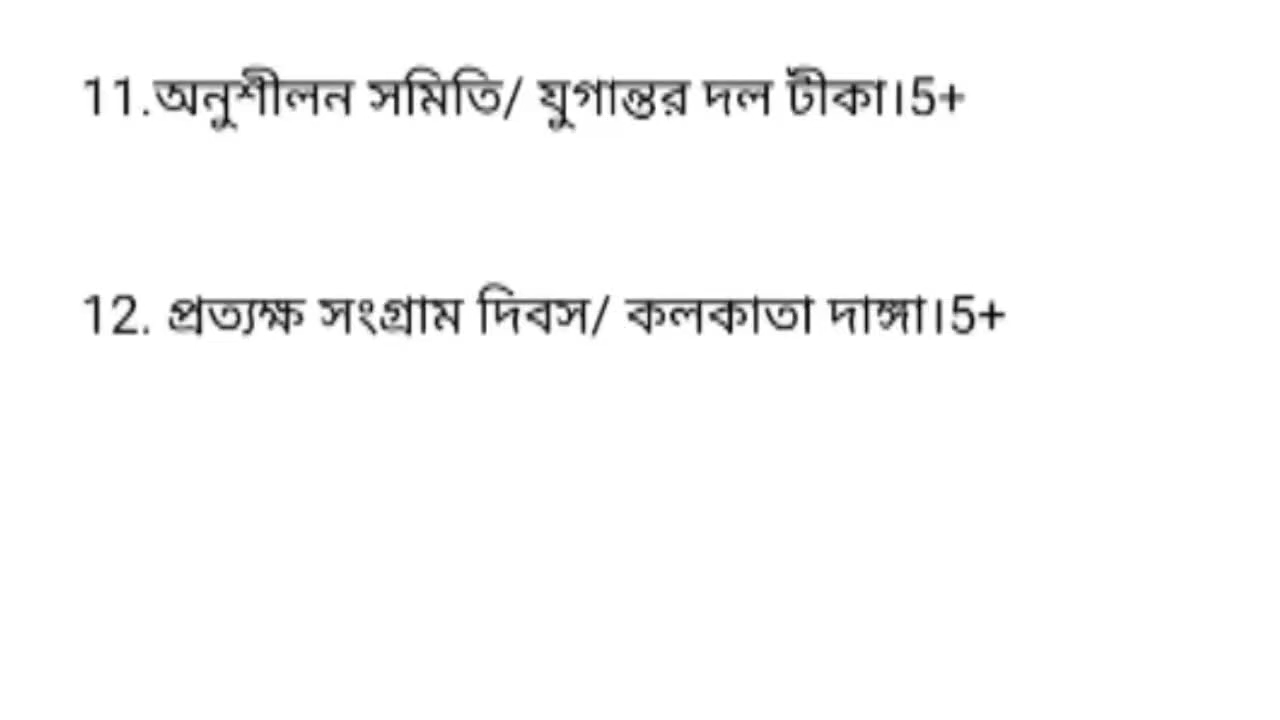 11.অনুশীলন সমিতি/ যুগান্তর দল টীকা।5+
12. প্রত্যক্ষ সংগ্রাম দিবস/ কলকাতা দাঙ্গা।5+